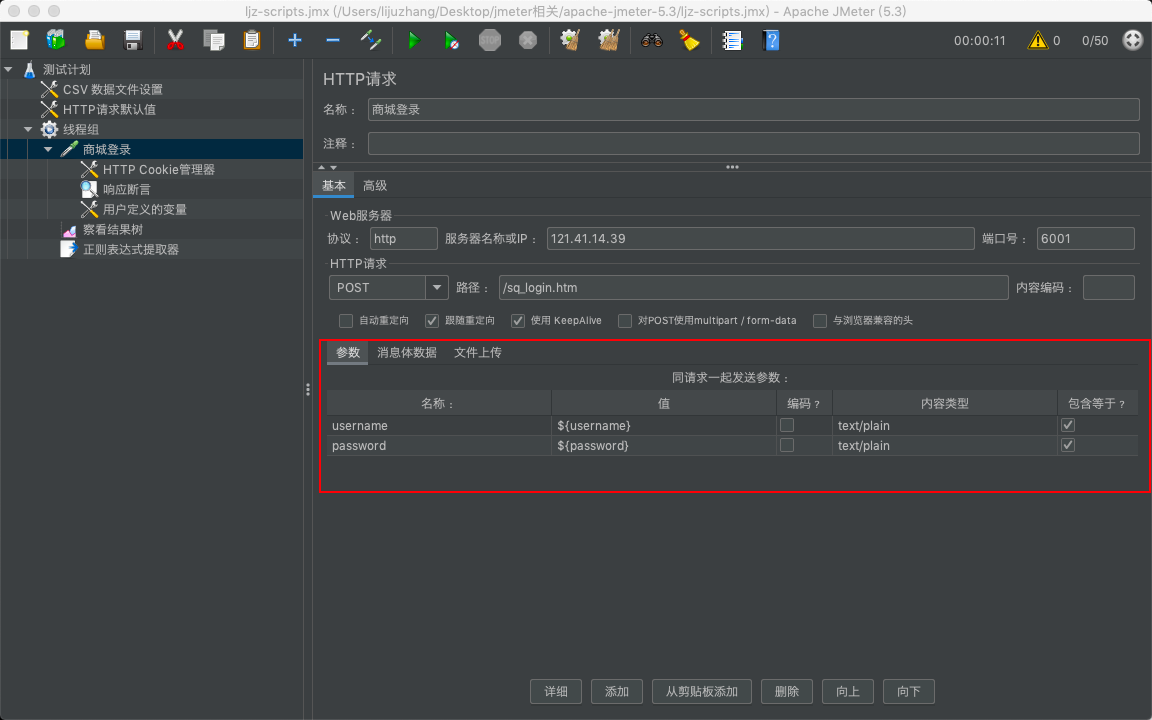 ljz-scripts.jmx (/Users/lijuzhang/Desktop/jmeter相关/apache-jmeter-5.3/ljz-scripts.jmx) - Apache JMeter (5.3)
STOP
00:00:11
0
0/50
测试计划
CSV 数据文件设置
HTTP请求默认值
线程组
商城登录
HTTP Cookie管理器
响应断言
用户定义的变量
察看结果树
正则表达式提取器
HTTP请求
名称： 商城登录
注释：
基本 高级
Web服务器
协议： http 服务器名称或IP： 121.41.14.39 端口号： 6001
HTTP请求
POST 路径： /sq_login.htm 内容编码：
自动重定向 跟随重定向 使用 KeepAlive 对POST使用multipart / form-data 与浏览器兼容的头
参数 消息体数据 文件上传
同请求一起发送参数：
名称： 值 编码？ 内容类型 包含等于？
username ${username} text/plain
password ${password} text/plain
详细 添加 从剪贴板添加 删除 向上 向下